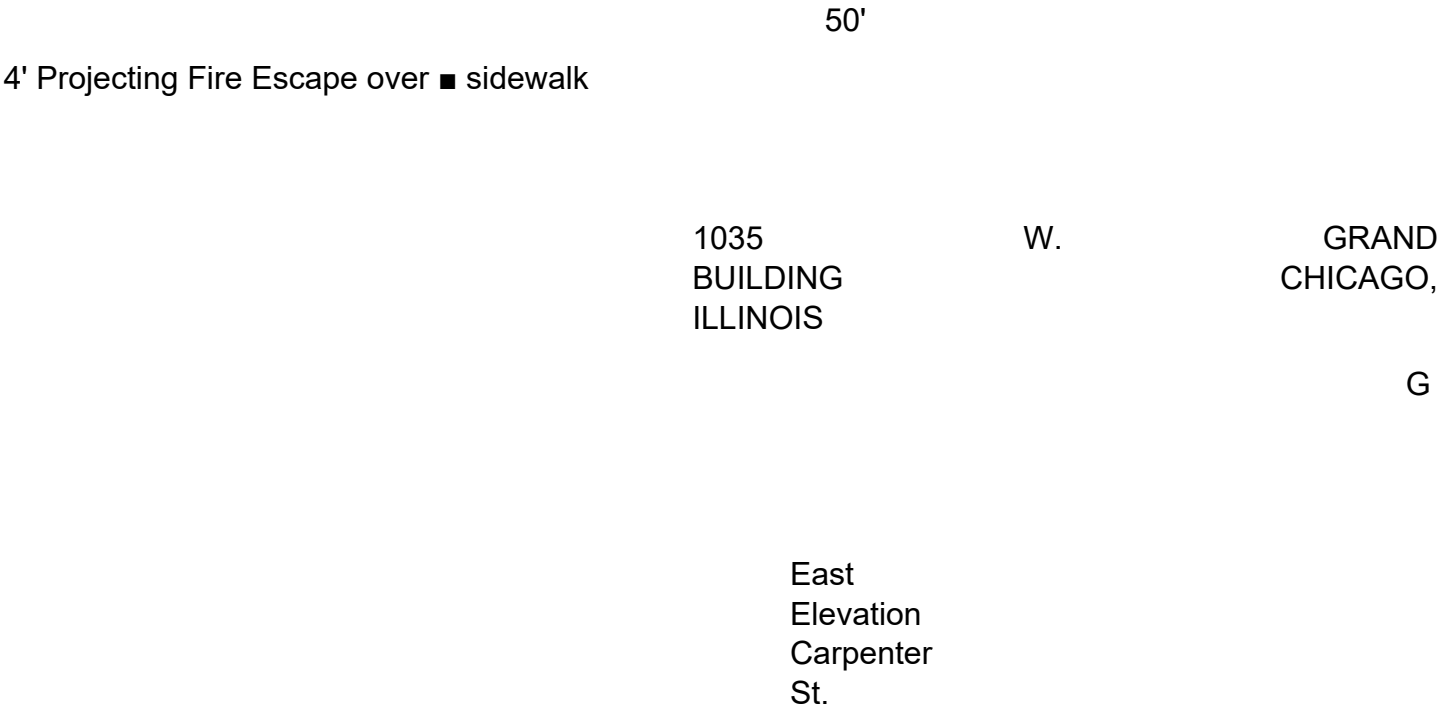 50'
4' Projecting Fire Escape over ■ sidewalk
1035 W. GRAND
BUILDING CHICAGO,
ILLINOIS
G
East
Elevation
Carpenter
St.